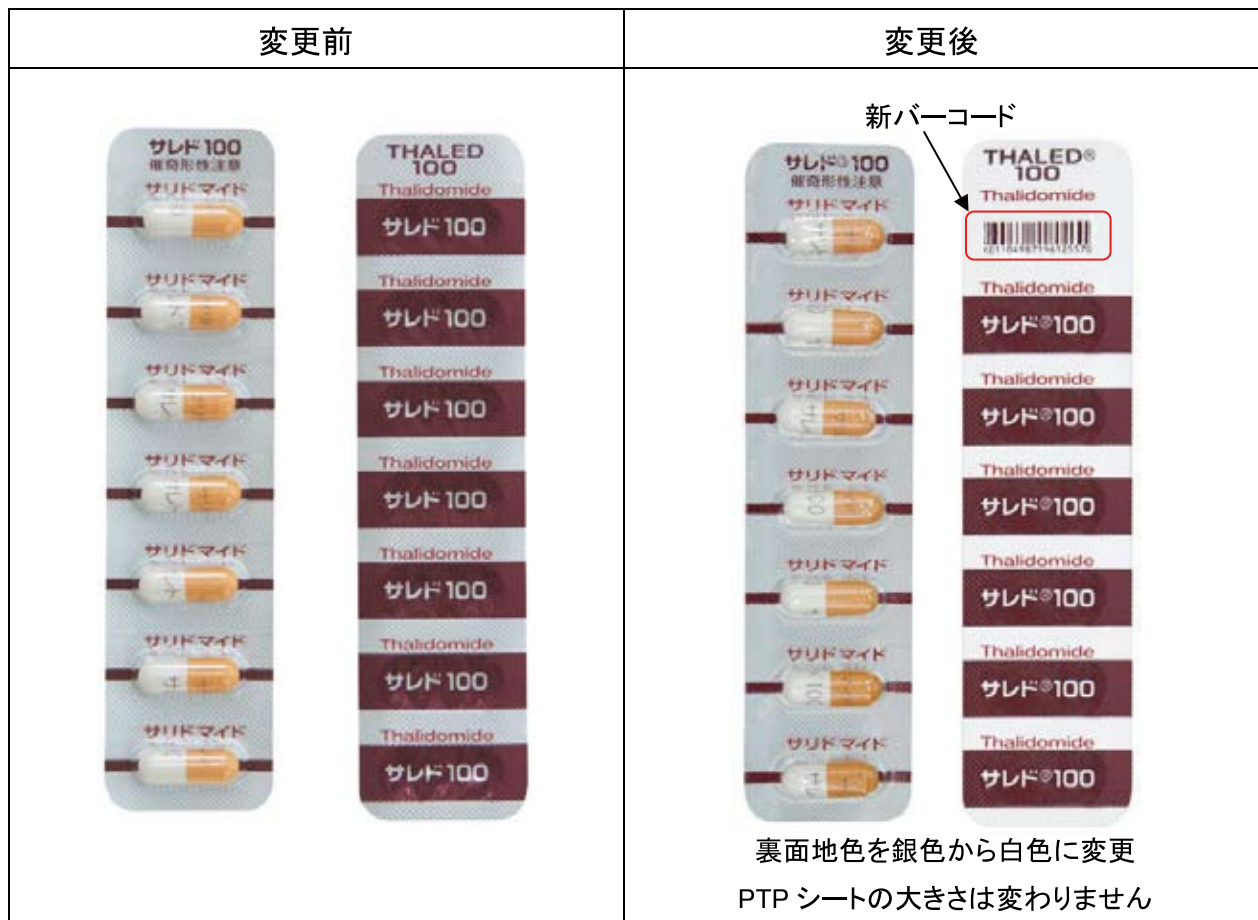 変更前
変更後
サレド100
催奇形性注意
サリドマイド
サリドマイド
サリドマイド
サリドマイド
サリドマイド
サリドマイド
サリドマイド
THALED
100
Thalidomide
サレド100
Thalidomide
サレド100
Thalidomide
サレド100
Thalidomide
サレド100
Thalidomide
サレド100
Thalidomide
サレド100
Thalidomide
サレド100
新バーコード
サレド®100
催奇形性注意
サリドマイド
サリドマイド
サリドマイド
サリドマイド
サリドマイド
サリドマイド
サリドマイド
THALED®
100
Thalidomide
Thalidomide
サレド®100
Thalidomide
サレド®100
Thalidomide
サレド®100
Thalidomide
サレド®100
Thalidomide
サレド®100
Thalidomide
サレド®100
裏面地色を銀色から白色に変更
PTPシートの大きさは変わりません